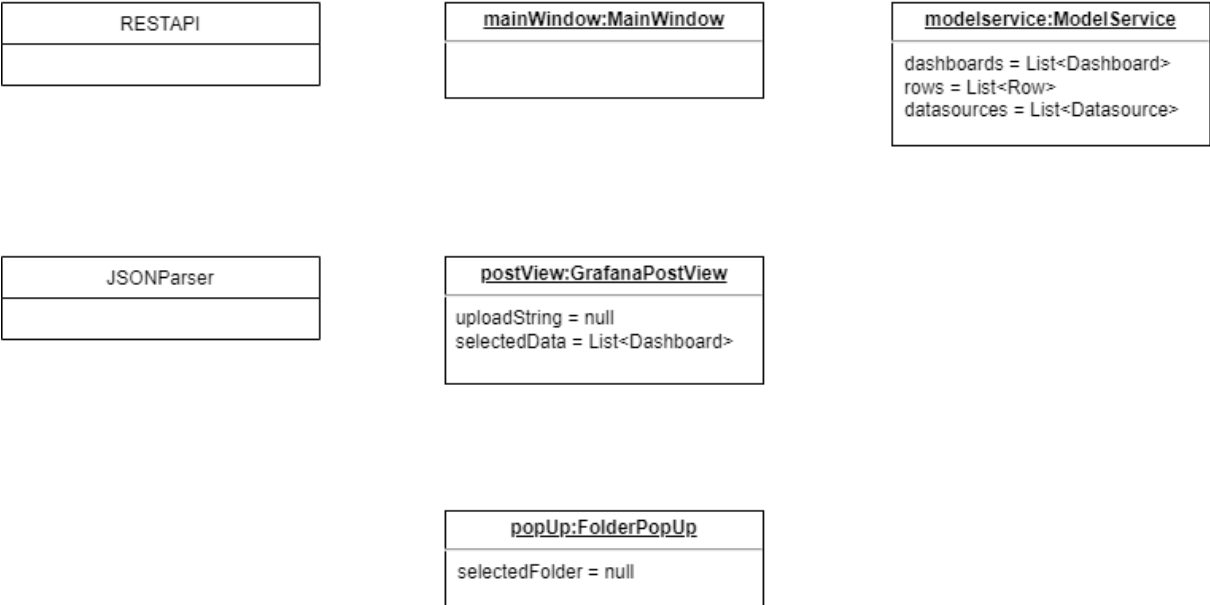 RESTAPI
mainWindow:MainWindow
modelservice:ModelService
dashboards = List<Dashboard>
rows = List<Row>
datasources = List<Datasource>
JSONParser
postView:GrafanaPostView
uploadString = null
selectedData = List<Dashboard>
popUp:FolderPopUp
selectedFolder = null